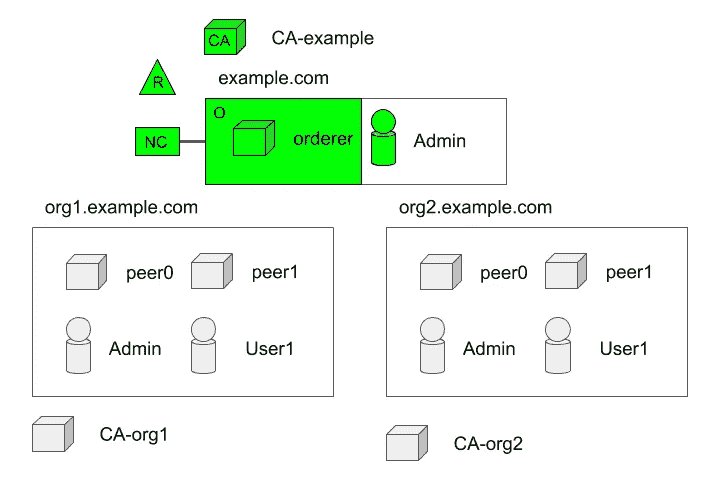 CA
CA-example
R
example.com
O
NC
orderer
Admin
org1.example.com
org2.example.com
peer0
peer1
peer0
peer1
Admin
User1
Admin
User1
CA-org1
CA-org2